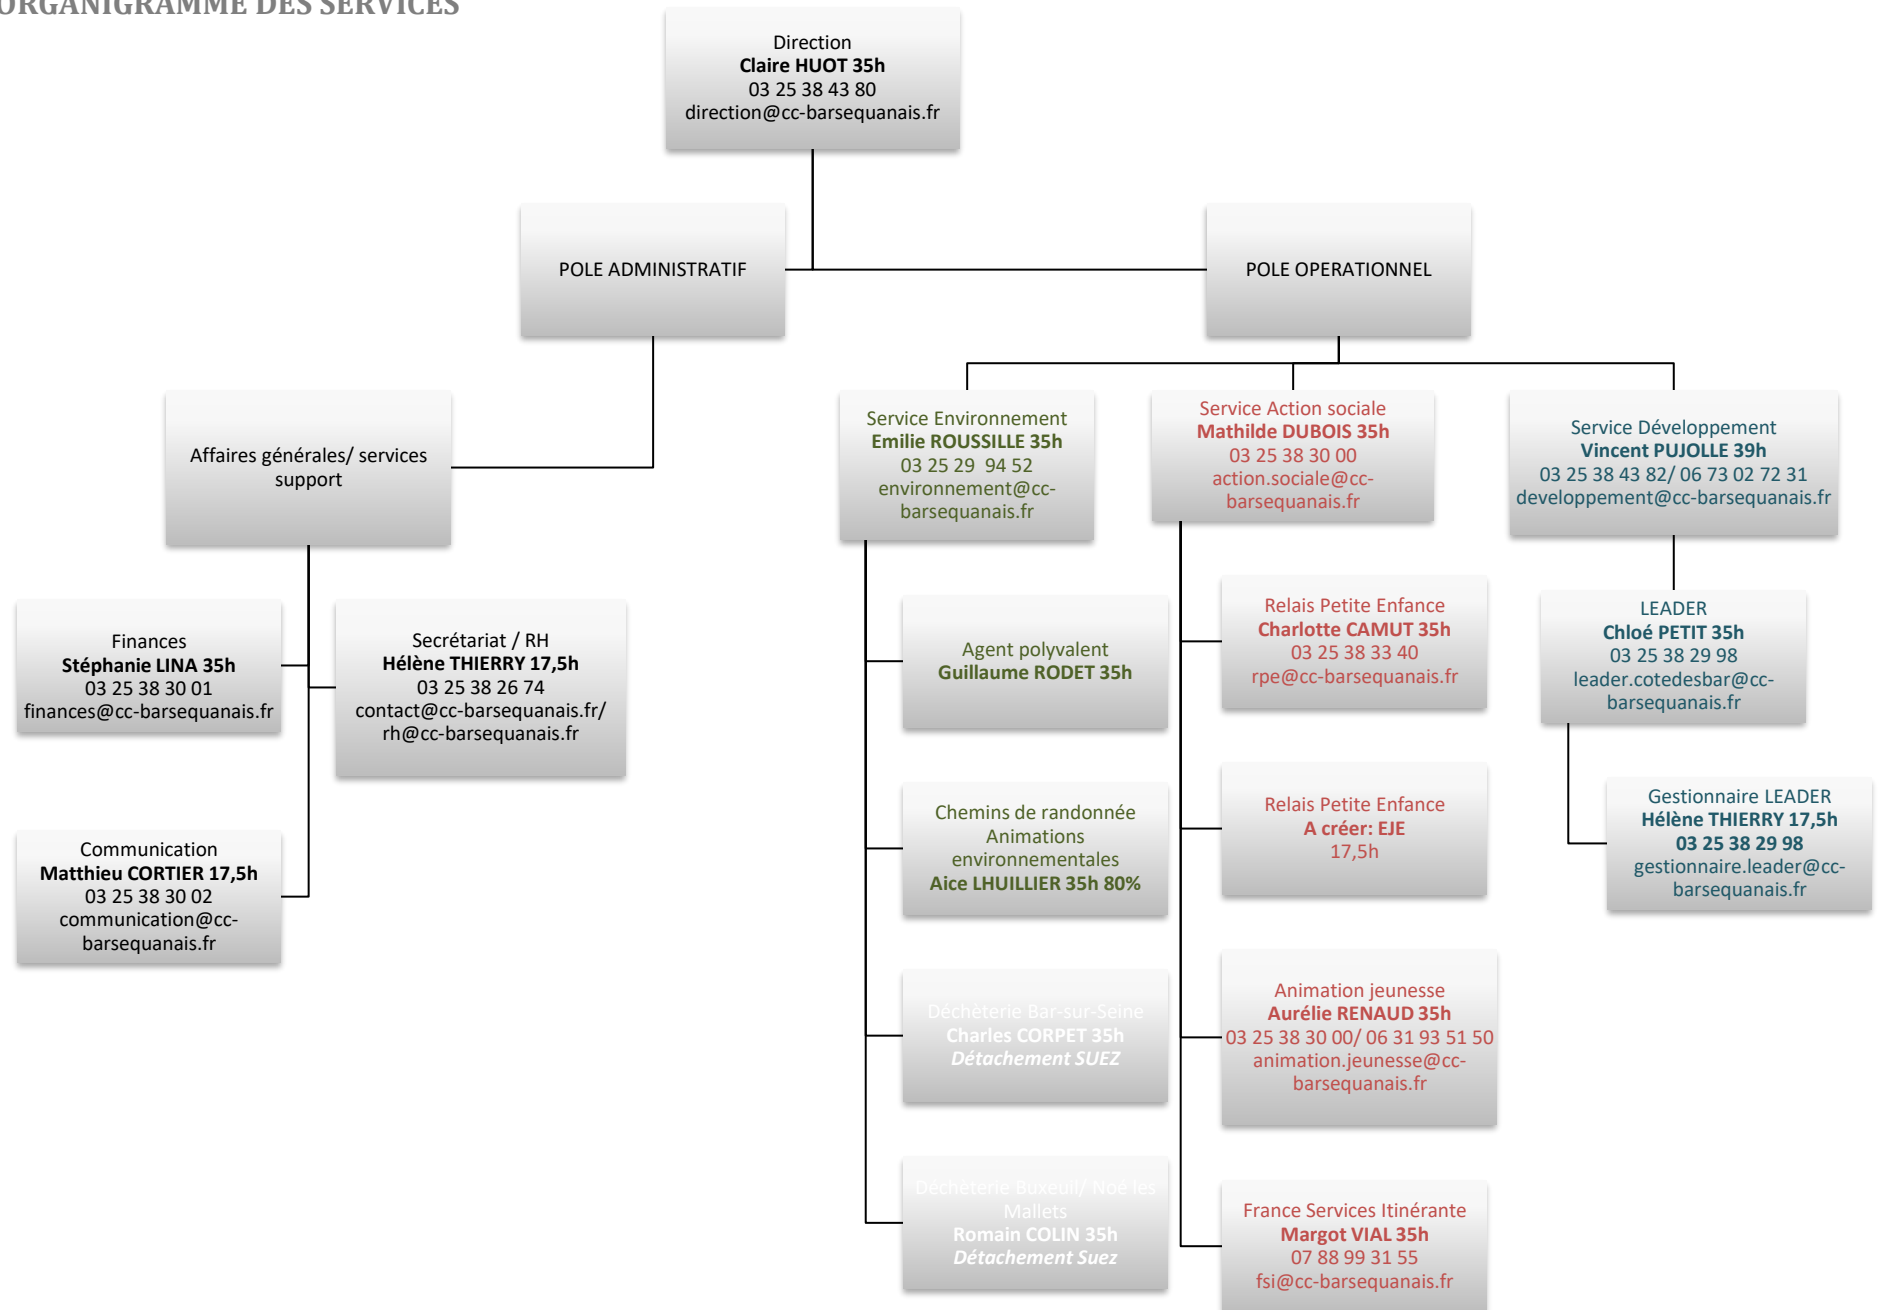 ORGANIGRAMME DES SERVICES
Direction
Claire HUOT 35h
03 25 38 43 80
direction@cc-barsequanais.fr
POLE ADMINISTRATIF
POLE OPERATIONNEL
Affaires générales/ services
support
Finances
Stéphanie LINA 35h
03 25 38 30 01
finances@cc-barsequanais.fr
Secrétariat / RH
Hélène THIERRY 17,5h
03 25 38 26 74
contact@cc-barsequanais.fr/
rh@cc-barsequanais.fr
Communication
Matthieu CORTIER 17,5h
03 25 38 30 02
communication@cc-
barsequanais.fr
Service Environnement
Emilie ROUSSILLE 35h
03 25 29  94 52
environnement@cc-
barsequanais.fr
Agent polyvalent
Guillaume RODET 35h
Chemins de randonnée
Animations
environnementales
Aice LHUILLIER 35h 80%
Déchèterie Bar-sur-Seine
Charles CORPET 35h
Détachement SUEZ
Déchèterie Buxeuil/ Noé les
Mallets
Romain COLIN 35h
Détachement Suez
Service Action sociale
Mathilde DUBOIS 35h
03 25 38 30 00
action.sociale@cc-
barsequanais.fr
Relais Petite Enfance
Charlotte CAMUT 35h
03 25 38 33 40
rpe@cc-barsequanais.fr
Relais Petite Enfance
A créer: EJE
17,5h
Animation jeunesse
Aurélie RENAUD 35h
03 25 38 30 00/ 06 31 93 51 50
animation.jeunesse@cc-
barsequanais.fr
France Services Itinérante
Margot VIAL 35h
07 88 99 31 55
fsi@cc-barsequanais.fr
Service Développement
Vincent PUJOLLE 39h
03 25 38 43 82/ 06 73 02 72 31
developpement@cc-barsequanais.fr
LEADER
Chloé PETIT 35h
03 25 38 29 98
leader.cotedesbar@cc-
barsequanais.fr
Gestionnaire LEADER
Hélène THIERRY 17,5h
03 25 38 29 98
gestionnaire.leader@cc-
barsequanais.fr